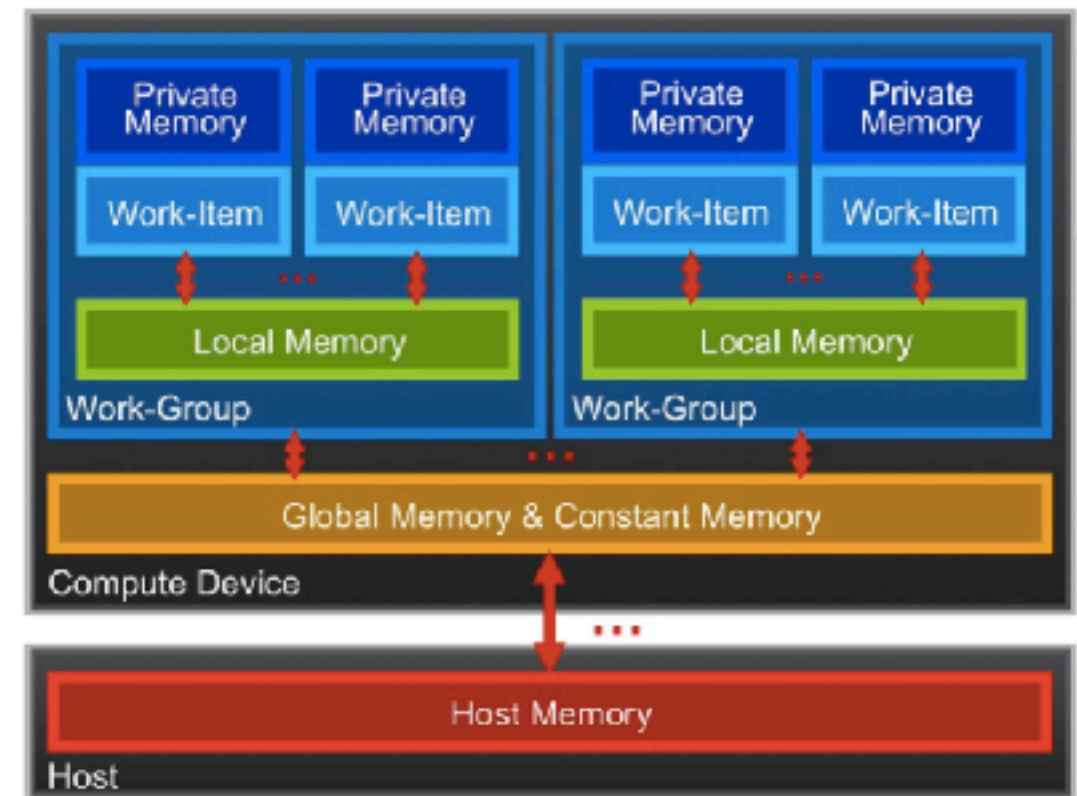 Private Memory
Private Memory
Private Memory
Private Memory
Work-Item
Work-Item
Work-Item
Work-Item
...
...
Local Memory
Local Memory
Work-Group
Work-Group
...
Global Memory & Constant Memory
Compute Device
...
Host Memory
Host